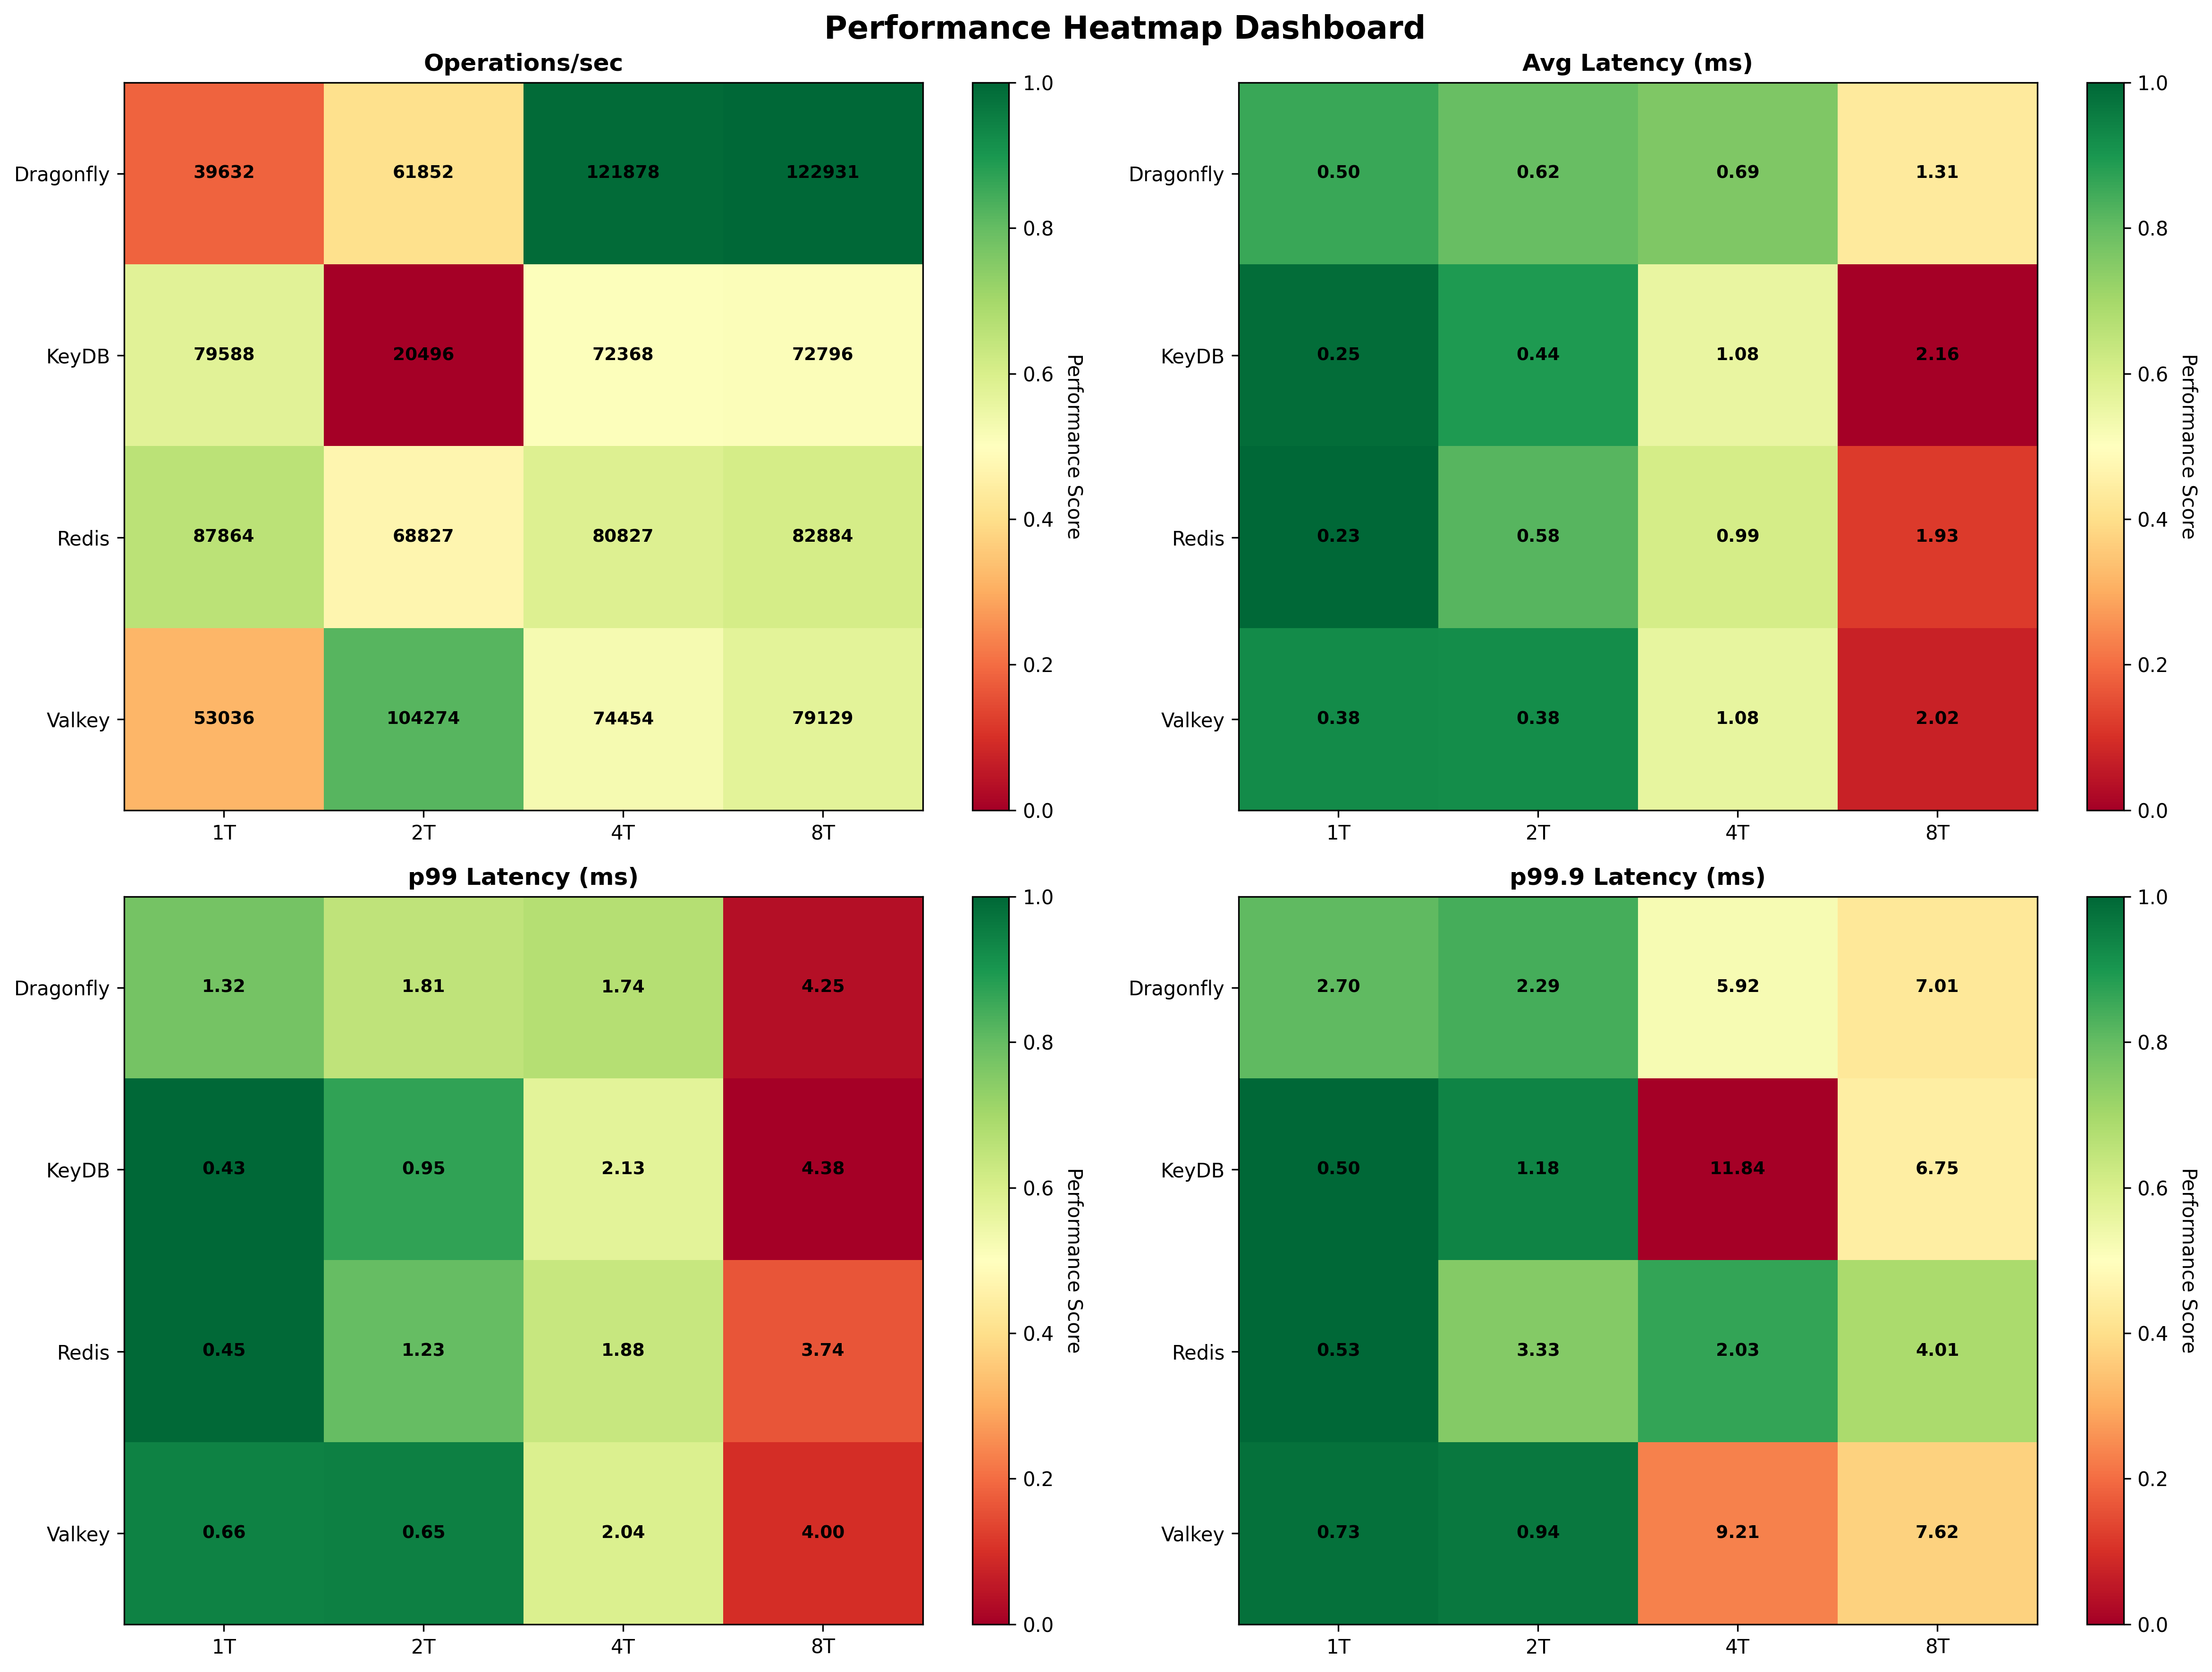 Performance Heatmap Dashboard
Operations/sec
Dragonfly 39632 61852 121878 122931
KeyDB 79588 20496 72368 72796
Redis 87864 68827 80827 82884
Valkey 53036 104274 74454 79129
1T 2T 4T 8T
1.0
0.8
0.6
0.4
0.2
0.0
Performance Score
Avg Latency (ms)
Dragonfly 0.50 0.62 0.69 1.31
KeyDB 0.25 0.44 1.08 2.16
Redis 0.23 0.58 0.99 1.93
Valkey 0.38 0.38 1.08 2.02
1T 2T 4T 8T
1.0
0.8
0.6
0.4
0.2
0.0
Performance Score
p99 Latency (ms)
Dragonfly 1.32 1.81 1.74 4.25
KeyDB 0.43 0.95 2.13 4.38
Redis 0.45 1.23 1.88 3.74
Valkey 0.66 0.65 2.04 4.00
1T 2T 4T 8T
1.0
0.8
0.6
0.4
0.2
0.0
Performance Score
p99.9 Latency (ms)
Dragonfly 2.70 2.29 5.92 7.01
KeyDB 0.50 1.18 11.84 6.75
Redis 0.53 3.33 2.03 4.01
Valkey 0.73 0.94 9.21 7.62
1T 2T 4T 8T
1.0
0.8
0.6
0.4
0.2
0.0
Performance Score